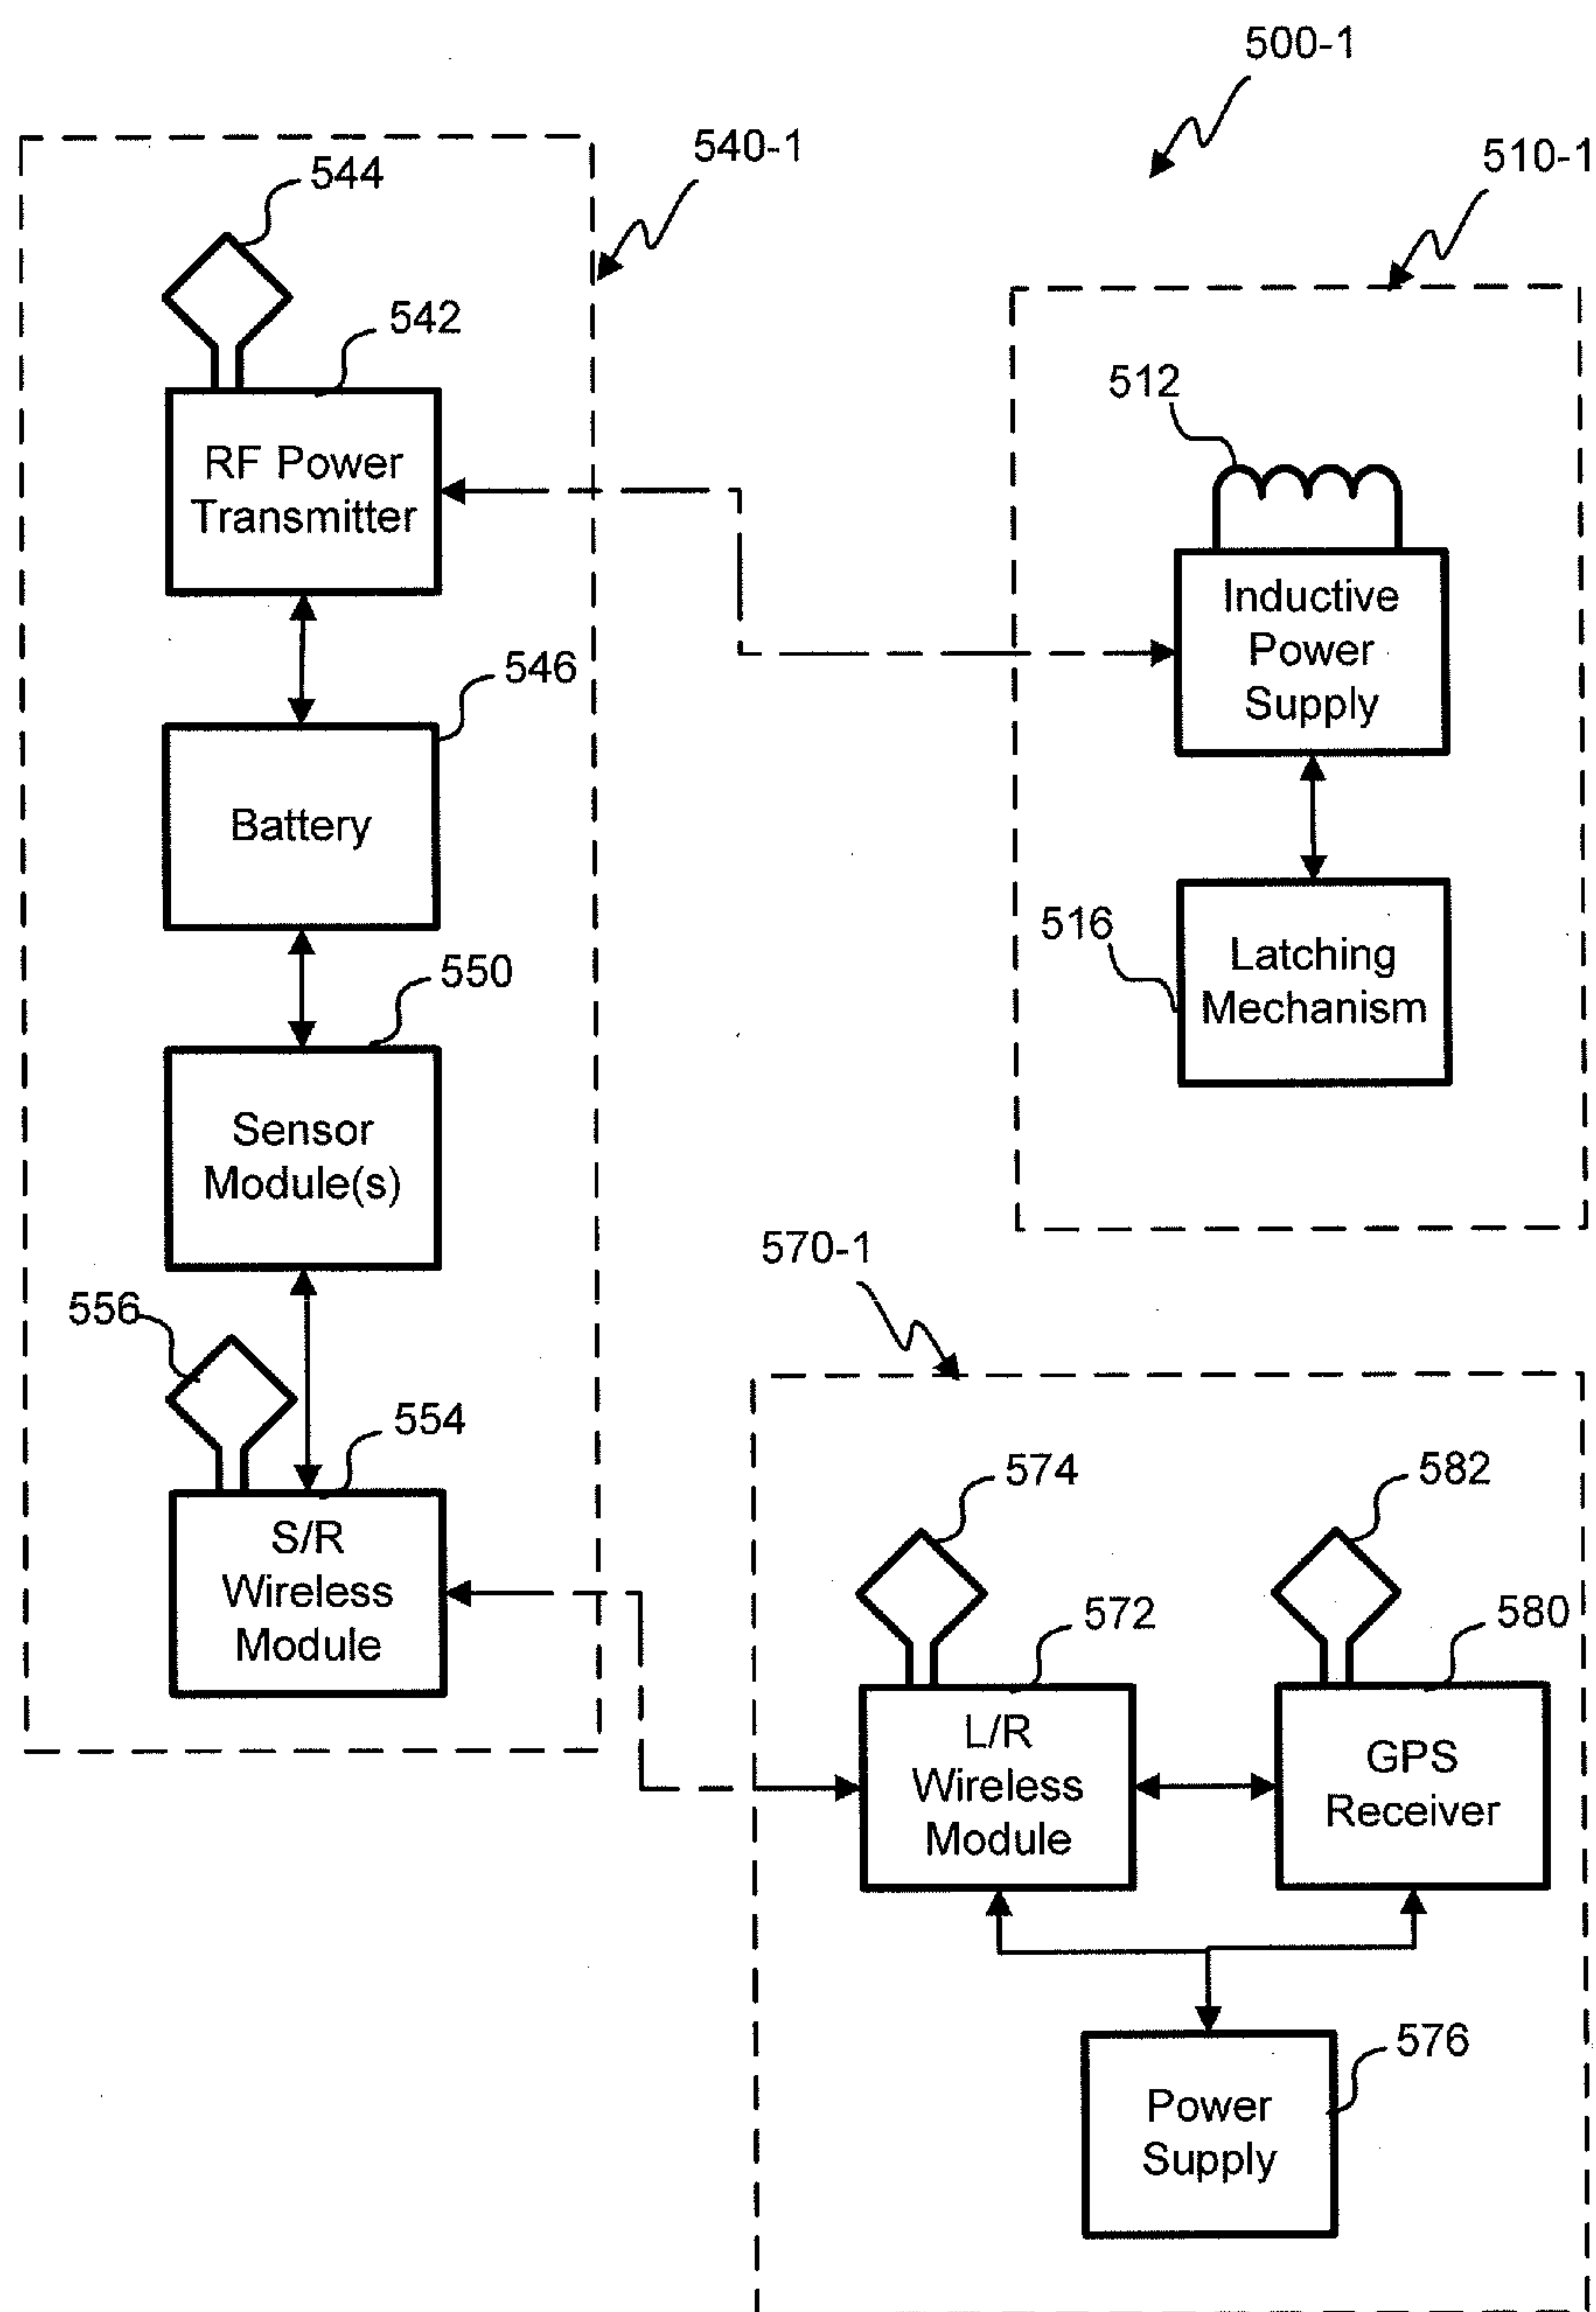 500-1
540-1
510-1
544
542
RF Power
Transmitter
512
Inductive
Power
Supply
546
Battery
516
Latching
Mechanism
550
Sensor
Module(s)
570-1
556
554
S/R
Wireless
Module
574
582
572
580
L/R
Wireless
Module
GPS
Receiver
576
Power
Supply